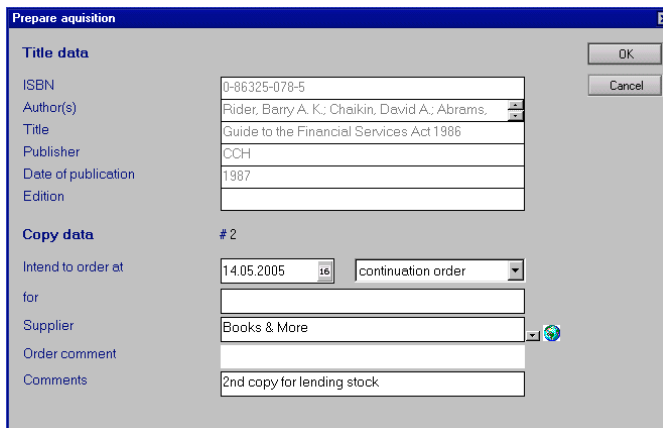 Prepare aquisition
Title data
OK
ISBN
0-86325-078-5
Cancel
Author(s)
Rider, Barry A. K.; Chaikin, David A.; Abrams,
Title
Guide to the Financial Services Act 1986
Publisher
CCH
Date of publication
1987
Edition
Copy data
# 2
Intend to order at
14.05.2005
16
continuation order
for
Supplier
Books & More
Order comment
Comments
2nd copy for lending stock